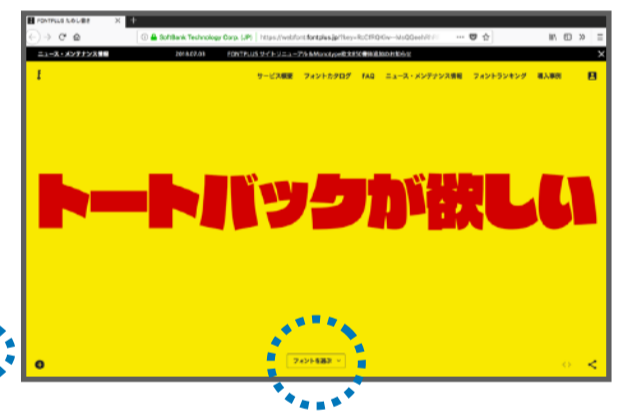 FONTPLUS ためし書き
SoftBank Technology Corp. (JP)
ニュース・メンテナンス情報
サービス概要 フォントカタログ FAQ ニュース・メンテナンス情報 フォントランキング 導入事例
トートバックが欲しい
フォントを選ぶ